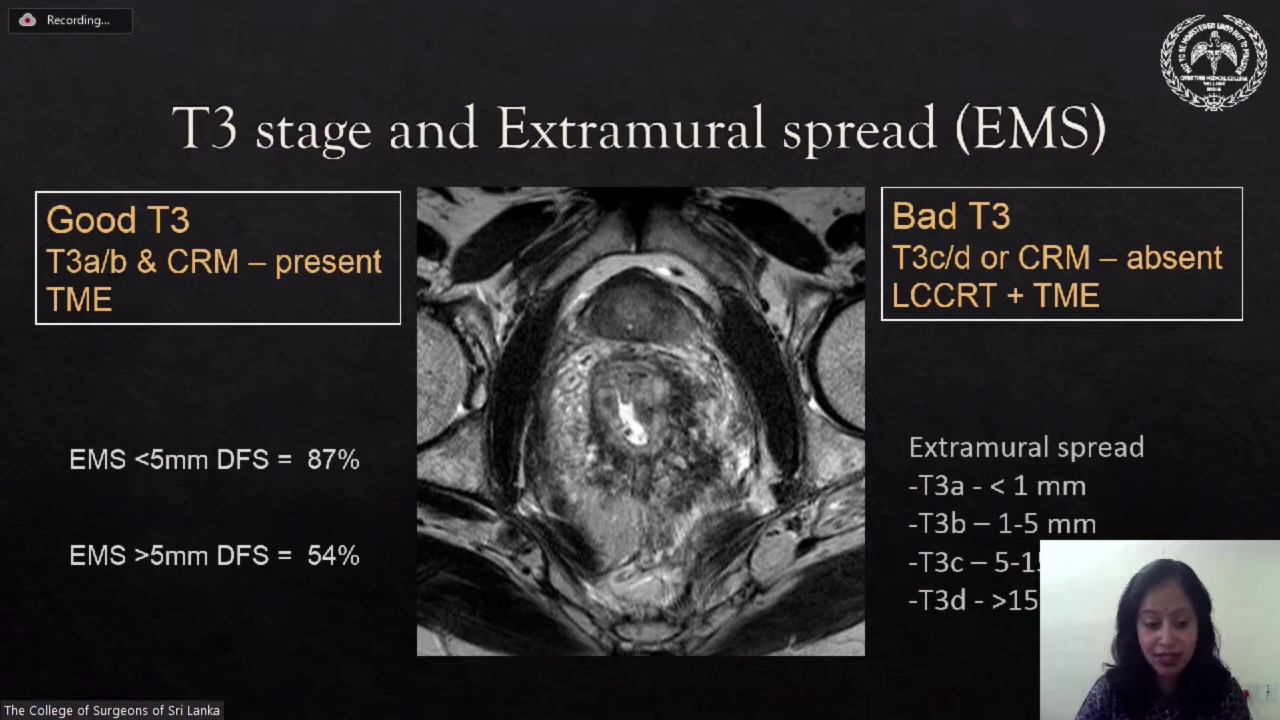 Recording...
T3 stage and Extramural spread (EMS)
Good T3
T3a/b & CRM – present
TME
Bad T3
T3c/d or CRM – absent
LCCRT + TME
EMS <5mm DFS = 87%
EMS >5mm DFS = 54%
Extramural spread
-T3a - < 1 mm
-T3b – 1-5 mm
-T3c – 5-1
-T3d - >15
The College of Surgeons of Sri Lanka